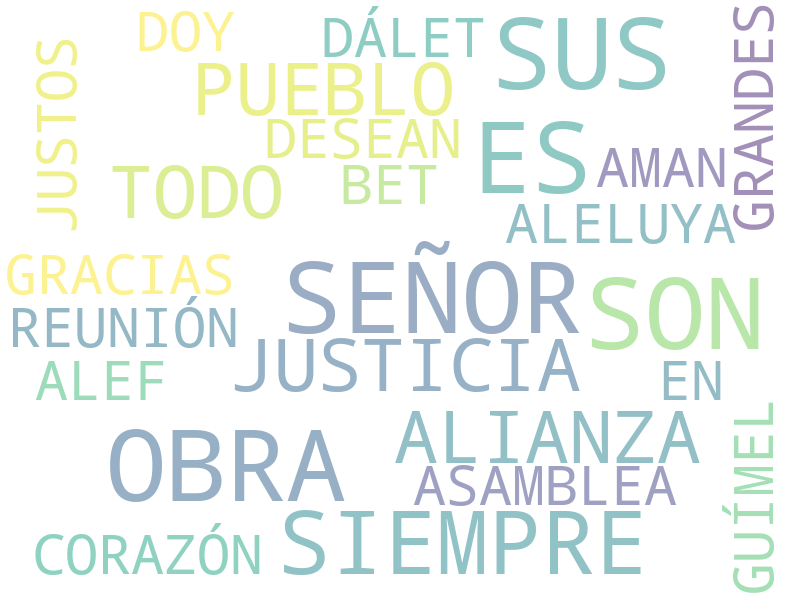 DOY
DÁLET
SUS
GRANDES
JUSTOS
PUEBLO
DESEAN
ES
AMAN
TODO
BET
ALELUYA
GRACIAS
SEÑOR
SON
REUNIÓN
JUSTICIA
ALEF
EN
ALIANZA
GUÍMEL
OBRA
ASAMBLEA
CORAZÓN
SIEMPRE